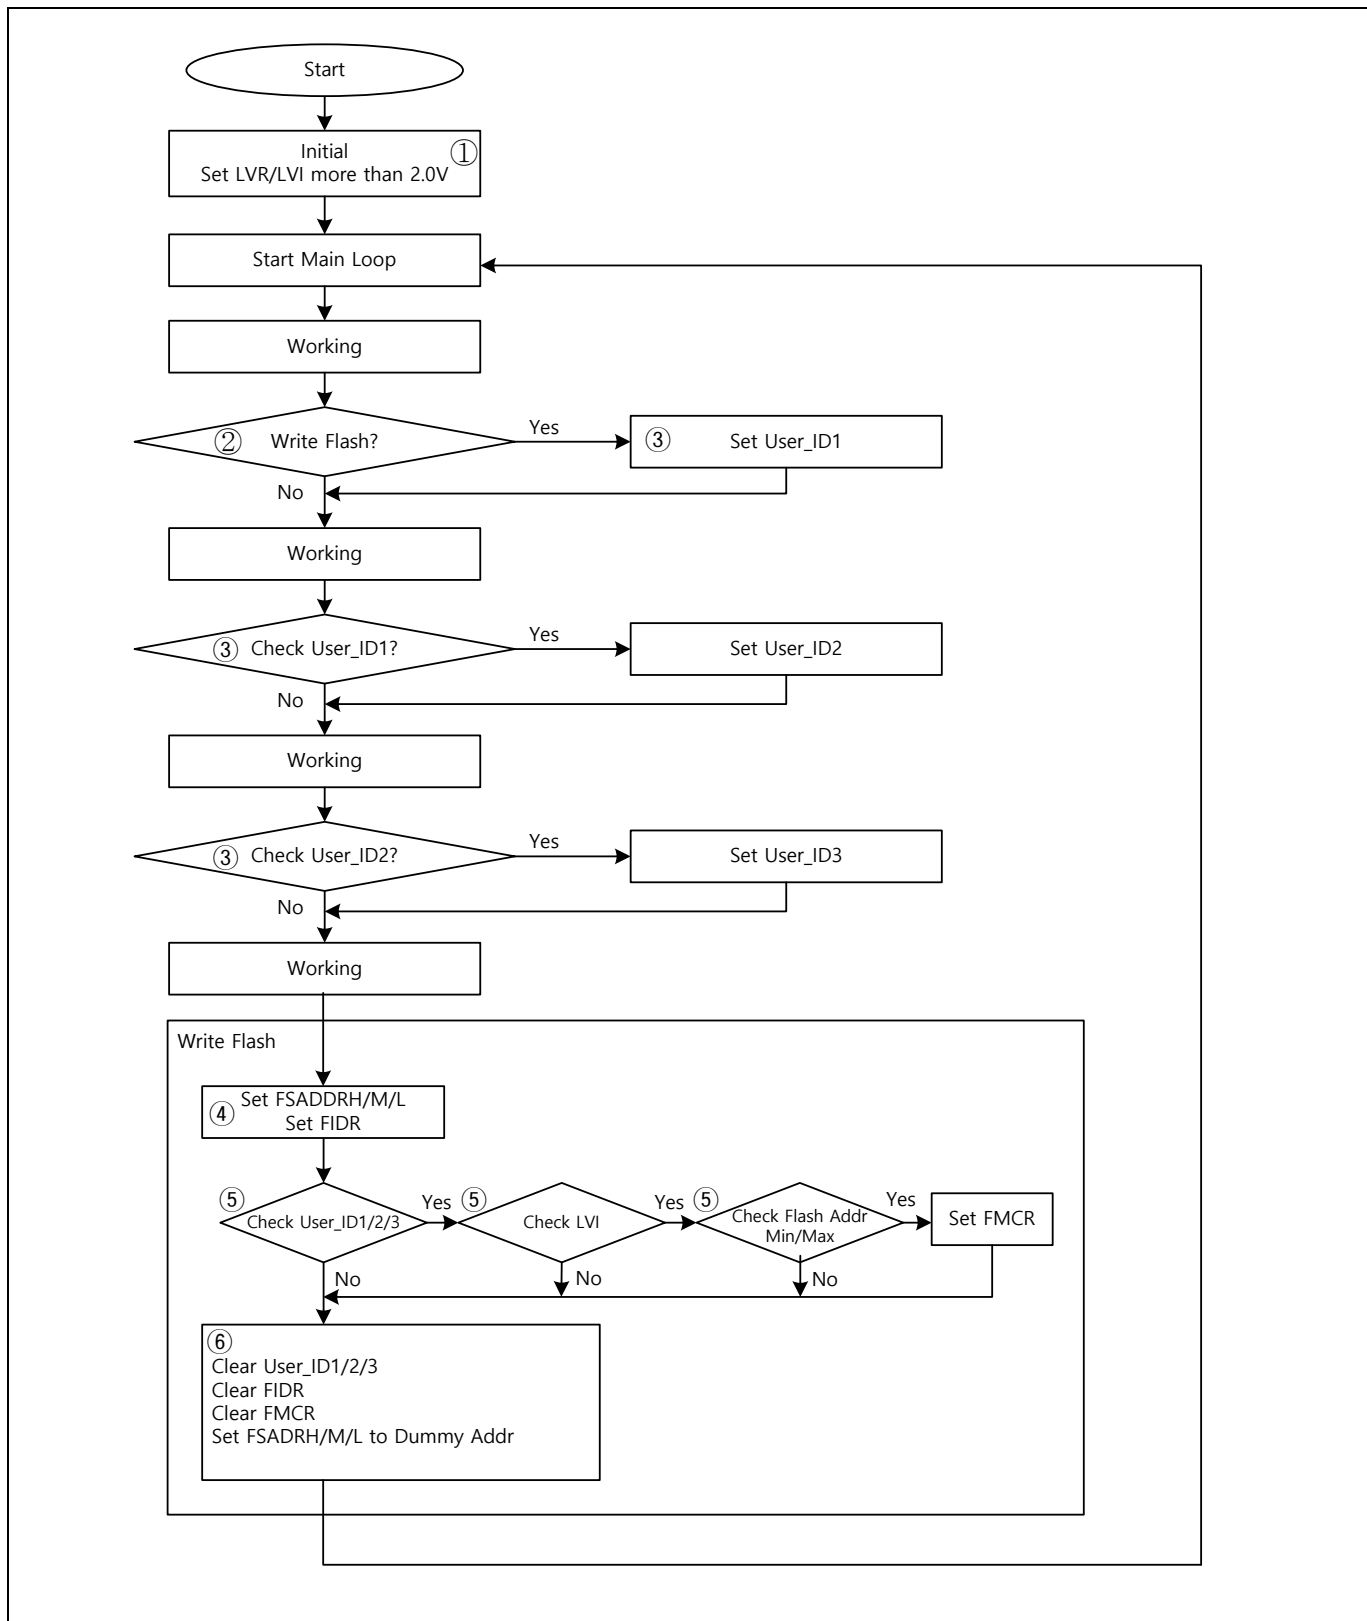 Start
Initial ①
Set LVR/LVI more than 2.0V
Start Main Loop
Working
② Write Flash?
Yes
③ Set User_ID1
No
Working
③ Check User_ID1?
Yes
Set User_ID2
No
Working
③ Check User_ID2?
Yes
Set User_ID3
No
Working
Write Flash
④ Set FSADDRH/M/L
Set FIDR
⑤ Check User_ID1/2/3
Yes
⑤ Check LVI
Yes
⑤ Check Flash Addr
Min/Max
Yes
Set FMCR
No
No
No
⑥
Clear User_ID1/2/3
Clear FIDR
Clear FMCR
Set FSADRH/M/L to Dummy Addr